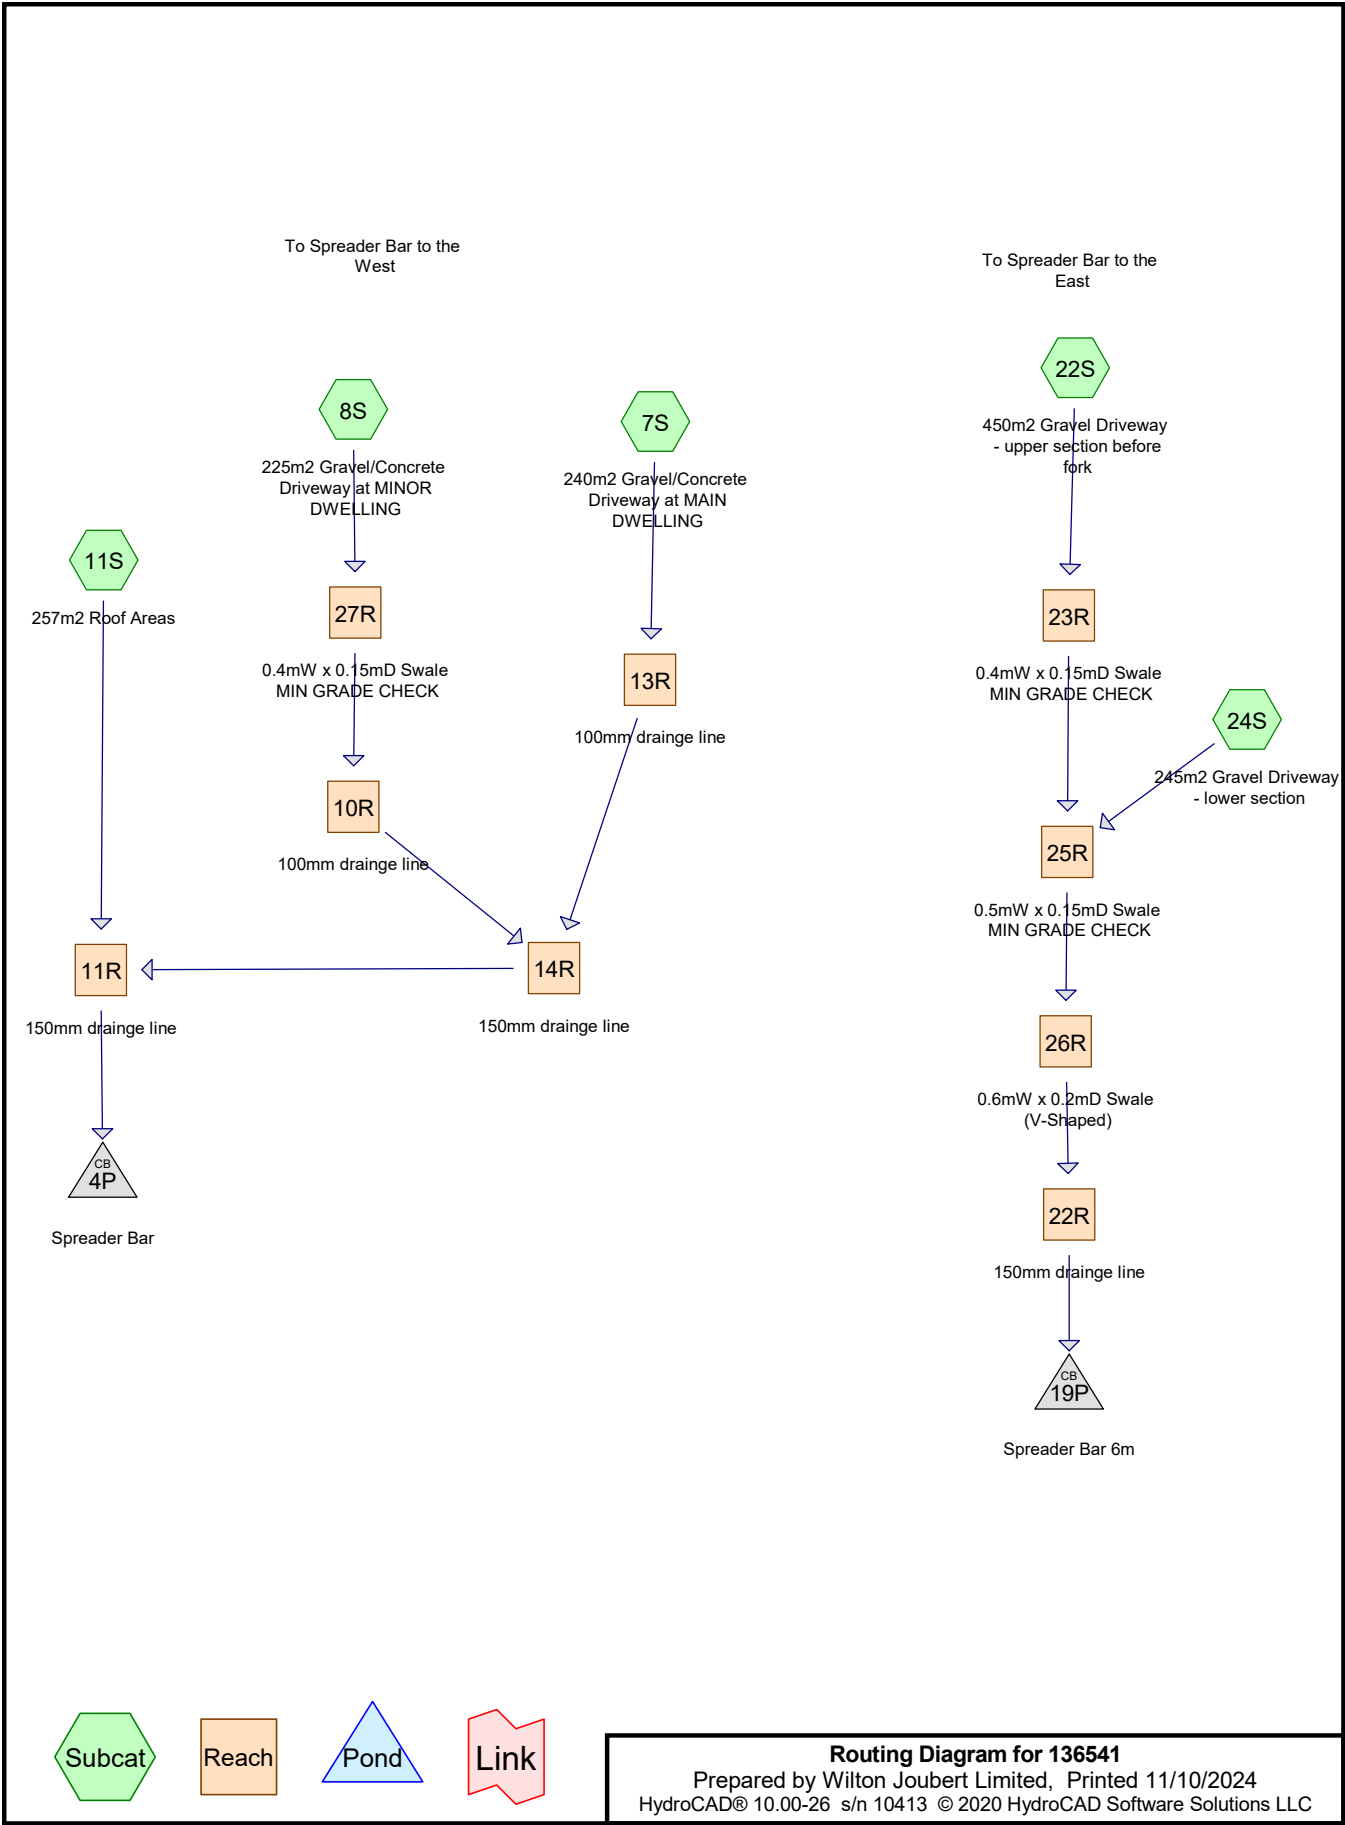 To Spreader Bar to the
West
8S
225m2 Gravel/Concrete
Driveway at MINOR
DWELLING
7S
240m2 Gravel/Concrete
Driveway at MAIN
DWELLING
11S
257m2 Roof Areas
27R
0.4mW x 0.15mD Swale
MIN GRADE CHECK
13R
100mm drainge line
10R
100mm drainge line
11R
150mm drainge line
14R
150mm drainge line
CB
4P
Spreader Bar
To Spreader Bar to the
East
22S
450m2 Gravel Driveway
- upper section before
fork
23R
0.4mW x 0.15mD Swale
MIN GRADE CHECK
24S
245m2 Gravel Driveway
- lower section
25R
0.5mW x 0.15mD Swale
MIN GRADE CHECK
26R
0.6mW x 0.2mD Swale
(V-Shaped)
22R
150mm drainge line
CB
19P
Spreader Bar 6m
Subcat
Reach
Pond
Link
Routing Diagram for 136541
Prepared by Wilton Joubert Limited, Printed 11/10/2024
HydroCAD® 10.00-26 s/n 10413 © 2020 HydroCAD Software Solutions LLC